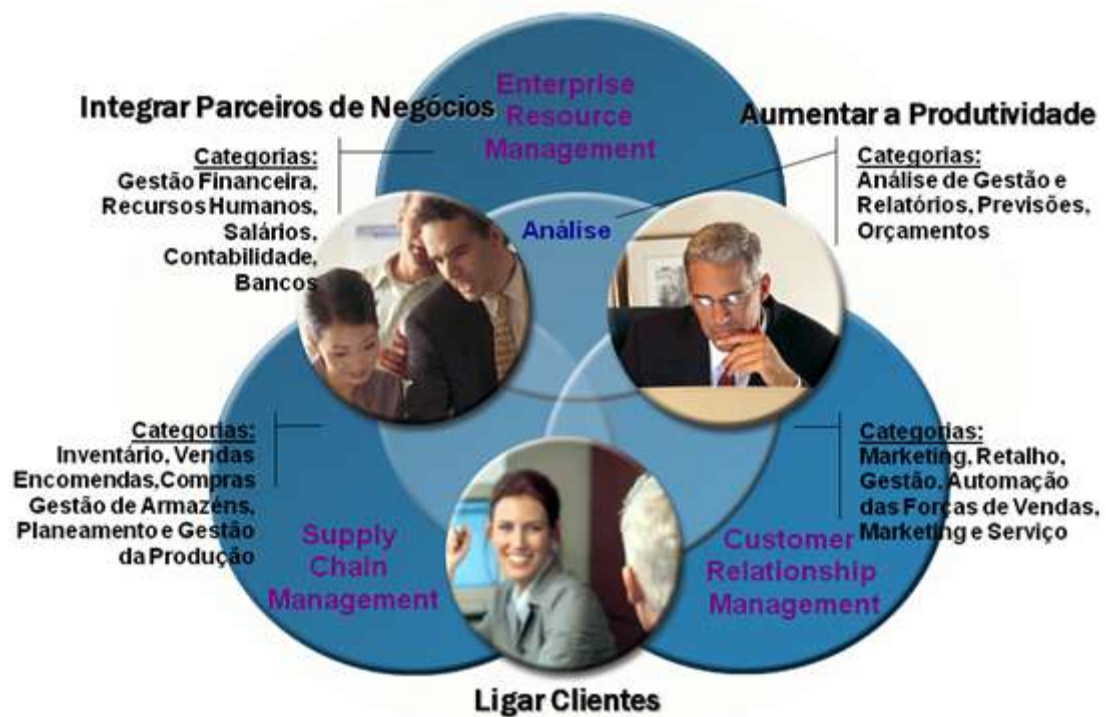 Enterprise
Resource
Management
Integrar Parceiros de Negócios
Categorias:
Gestão Financeira,
Recursos Humanos,
Salários,
Contabilidade,
Bancos
Aumentar a Produtividade
Categorias:
Análise de Gestão e
Relatórios, Previsões,
Orçamentos
Análise
Categorias:
Inventário, Vendas
Encomendas,Compras
Gestão de Armazéns,
Planeamento e Gestão
da Produção
Supply
Chain
Management
Categorias:
Marketing, Retalho,
Gestão, Automação
das Forças de Vendas,
Marketing e Serviço
Customer
Relationship
Management
Ligar Clientes